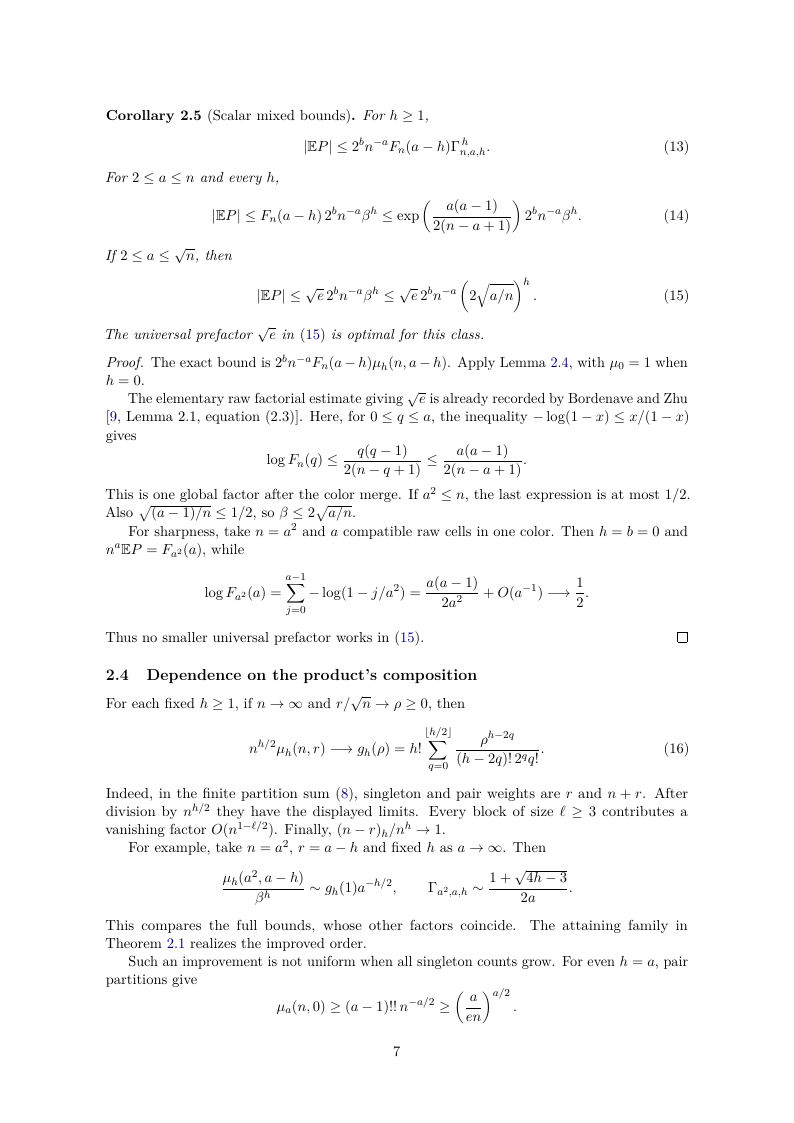 Corollary 2.5 (Scalar mixed bounds). For h ≥ 1,
|𝔼P| ≤ 2^b n^{−a} F_n(a − h)Γ^h_{n,a,h}. (13)
For 2 ≤ a ≤ n and every h,
|𝔼P| ≤ F_n(a − h) 2^b n^{−a} β^h ≤ exp ( a(a − 1) / 2(n − a + 1) ) 2^b n^{−a} β^h. (14)
If 2 ≤ a ≤ √n, then
|𝔼P| ≤ √e 2^b n^{−a} β^h ≤ √e 2^b n^{−a} ( 2√(a/n) )^h . (15)
The universal prefactor √e in (15) is optimal for this class.
Proof. The exact bound is 2^b n^{−a} F_n(a − h)μ_h(n, a − h). Apply Lemma 2.4, with μ_0 = 1 when
h = 0.
The elementary raw factorial estimate giving √e is already recorded by Bordenave and Zhu
[9, Lemma 2.1, equation (2.3)]. Here, for 0 ≤ q ≤ a, the inequality − log(1 − x) ≤ x/(1 − x)
gives
log F_n(q) ≤ q(q − 1) / 2(n − q + 1) ≤ a(a − 1) / 2(n − a + 1).
This is one global factor after the color merge. If a² ≤ n, the last expression is at most 1/2.
Also √((a − 1)/n) ≤ 1/2, so β ≤ 2√(a/n).
For sharpness, take n = a² and a compatible raw cells in one color. Then h = b = 0 and
n^a 𝔼P = F_{a²}(a), while
log F_{a²}(a) = ∑_{j=0}^{a−1} − log(1 − j/a²) = a(a − 1) / 2a² + O(a^{−1}) ⟶ 1/2.
Thus no smaller universal prefactor works in (15). □
2.4 Dependence on the product's composition
For each fixed h ≥ 1, if n → ∞ and r/√n → ρ ≥ 0, then
n^{h/2} μ_h(n, r) ⟶ g_h(ρ) = h! ∑_{q=0}^{⌊h/2⌋} ρ^{h−2q} / (h − 2q)! 2^q q!. (16)
Indeed, in the finite partition sum (8), singleton and pair weights are r and n + r. After
division by n^{h/2} they have the displayed limits. Every block of size ℓ ≥ 3 contributes a
vanishing factor O(n^{1−ℓ/2}). Finally, (n − r)_h/n^h → 1.
For example, take n = a², r = a − h and fixed h as a → ∞. Then
μ_h(a², a − h) / β^h ∼ g_h(1)a^{−h/2}, Γ_{a²,a,h} ∼ (1 + √(4h − 3)) / 2a.
This compares the full bounds, whose other factors coincide. The attaining family in
Theorem 2.1 realizes the improved order.
Such an improvement is not uniform when all singleton counts grow. For even h = a, pair
partitions give
μ_a(n, 0) ≥ (a − 1)!! n^{−a/2} ≥ ( a / en )^{a/2} .
7